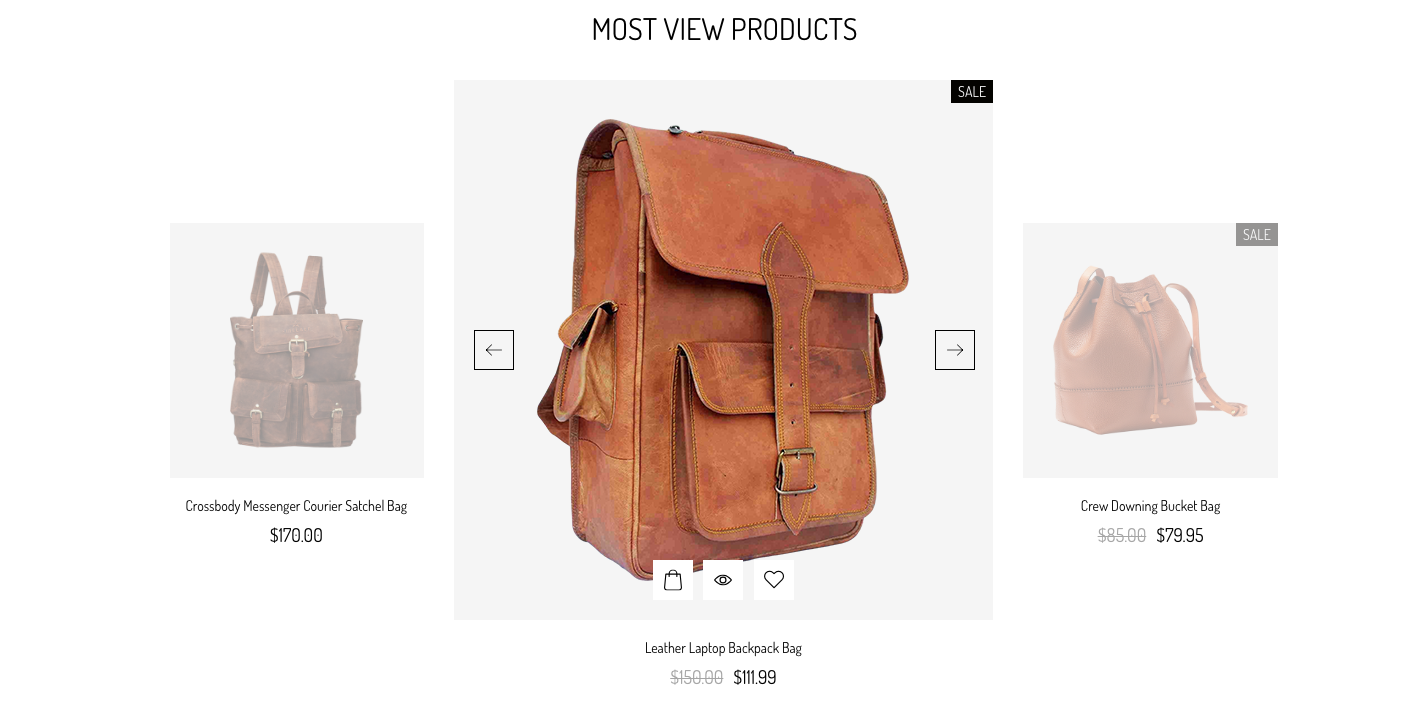 MOST VIEW PRODUCTS
SALE
SALE
Crossbody Messenger Courier Satchel Bag
$170.00
Crew Downing Bucket Bag
$85.00 $79.95
Leather Laptop Backpack Bag
$150.00 $111.99